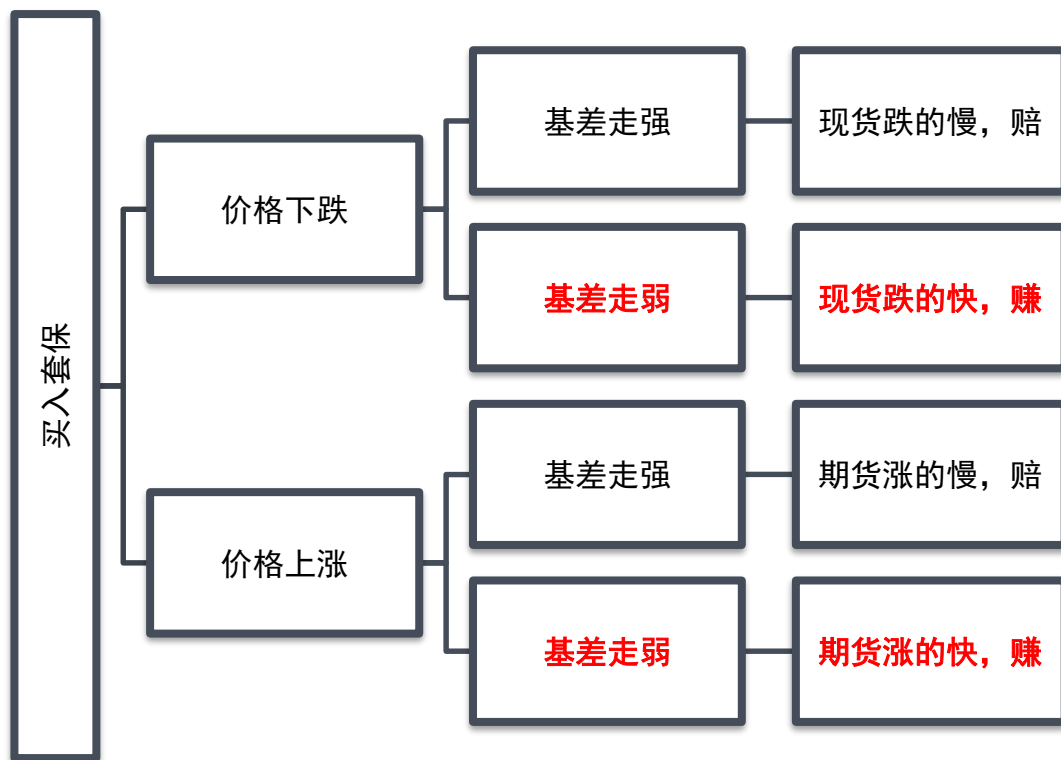 买入套保
价格下跌
基差走强
现货跌的慢，赔
基差走弱
现货跌的快，赚
价格上涨
基差走强
期货涨的慢，赔
基差走弱
期货涨的快，赚